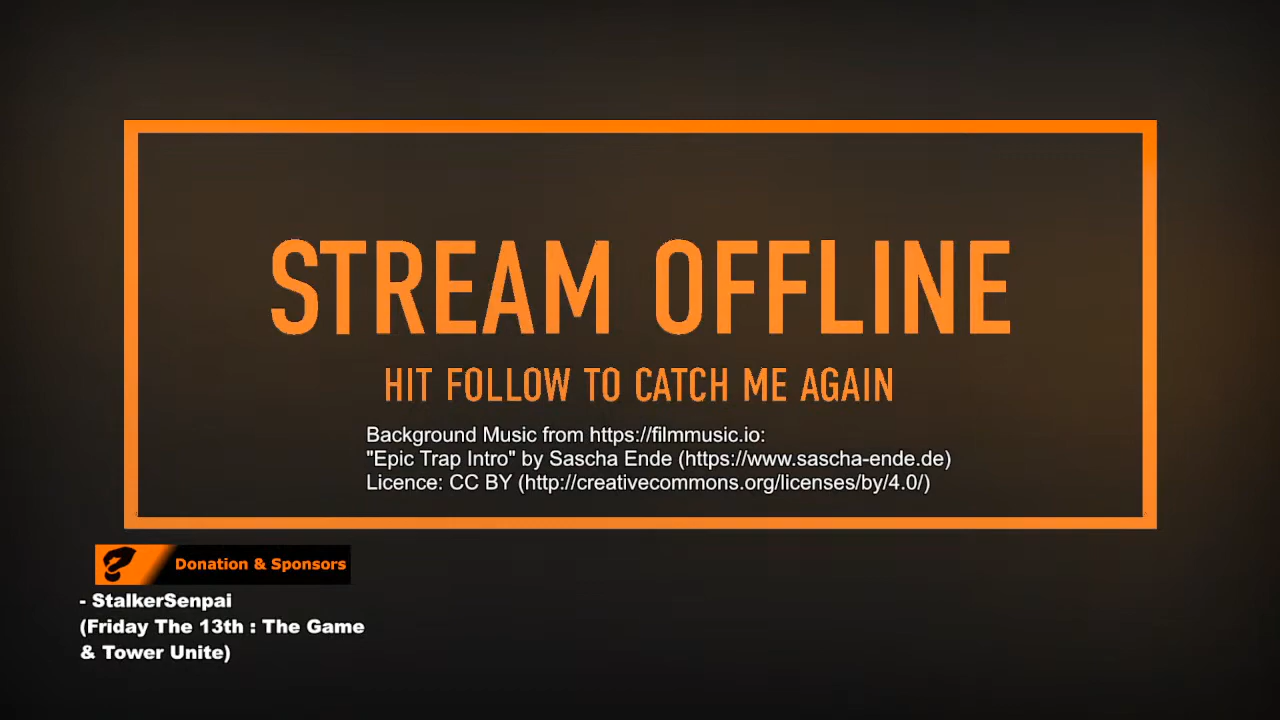 STREAM OFFLINE
HIT FOLLOW TO CATCH ME AGAIN
Background Music from https://filmmusic.io:
"Epic Trap Intro" by Sascha Ende (https://www.sascha-ende.de)
Licence: CC BY (http://creativecommons.org/licenses/by/4.0/)
Donation & Sponsors
- StalkerSenpai
(Friday The 13th : The Game
& Tower Unite)